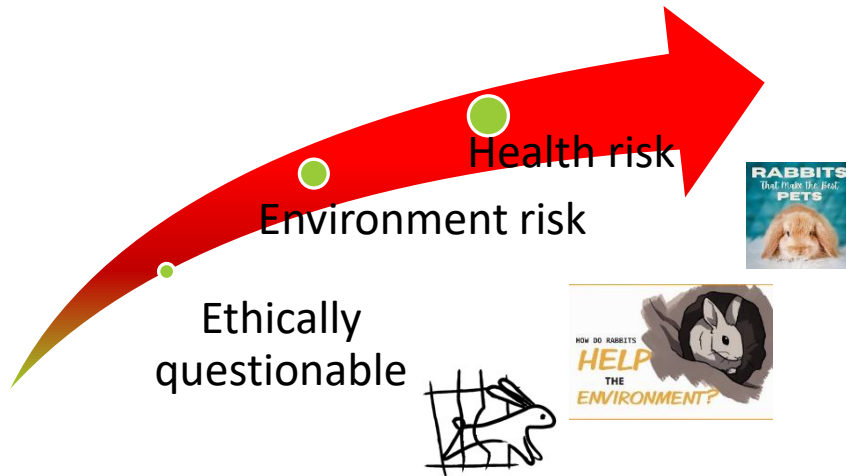 Health risk
Environment risk
Ethically
questionable
RABBITS
That Make the Best
PETS
HOW DO RABBITS
HELP
THE
ENVIRONMENT?